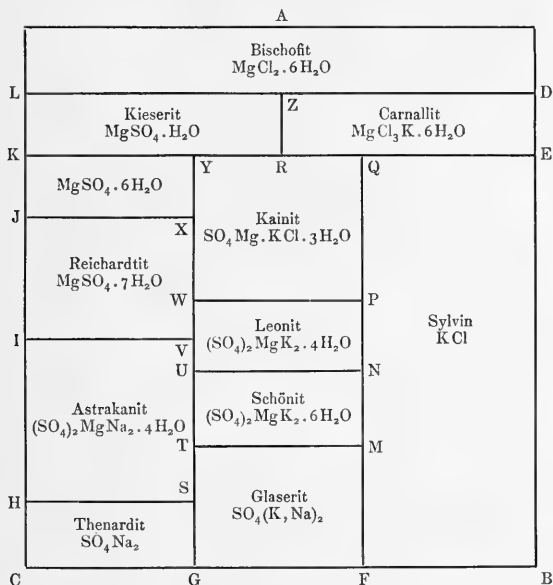 A
Bischofit
MgCl₂.6H₂O
L
D
Kieserit
MgSO₄.H₂O
Z
Carnallit
MgCl₃K.6H₂O
K
Y
R
Q
E
MgSO₄.6H₂O
J
X
Kainit
SO₄Mg.KCl.3H₂O
Reichardtit
MgSO₄.7H₂O
W
P
Sylvin
KCl
I
V
Leonit
(SO₄)₂MgK₂.4H₂O
U
N
Astrakanit
(SO₄)₂MgNa₂.4H₂O
Schönit
(SO₄)₂MgK₂.6H₂O
T
M
H
S
Glaserit
SO₄(K,Na)₂
Thenardit
SO₄Na₂
C
G
F
B